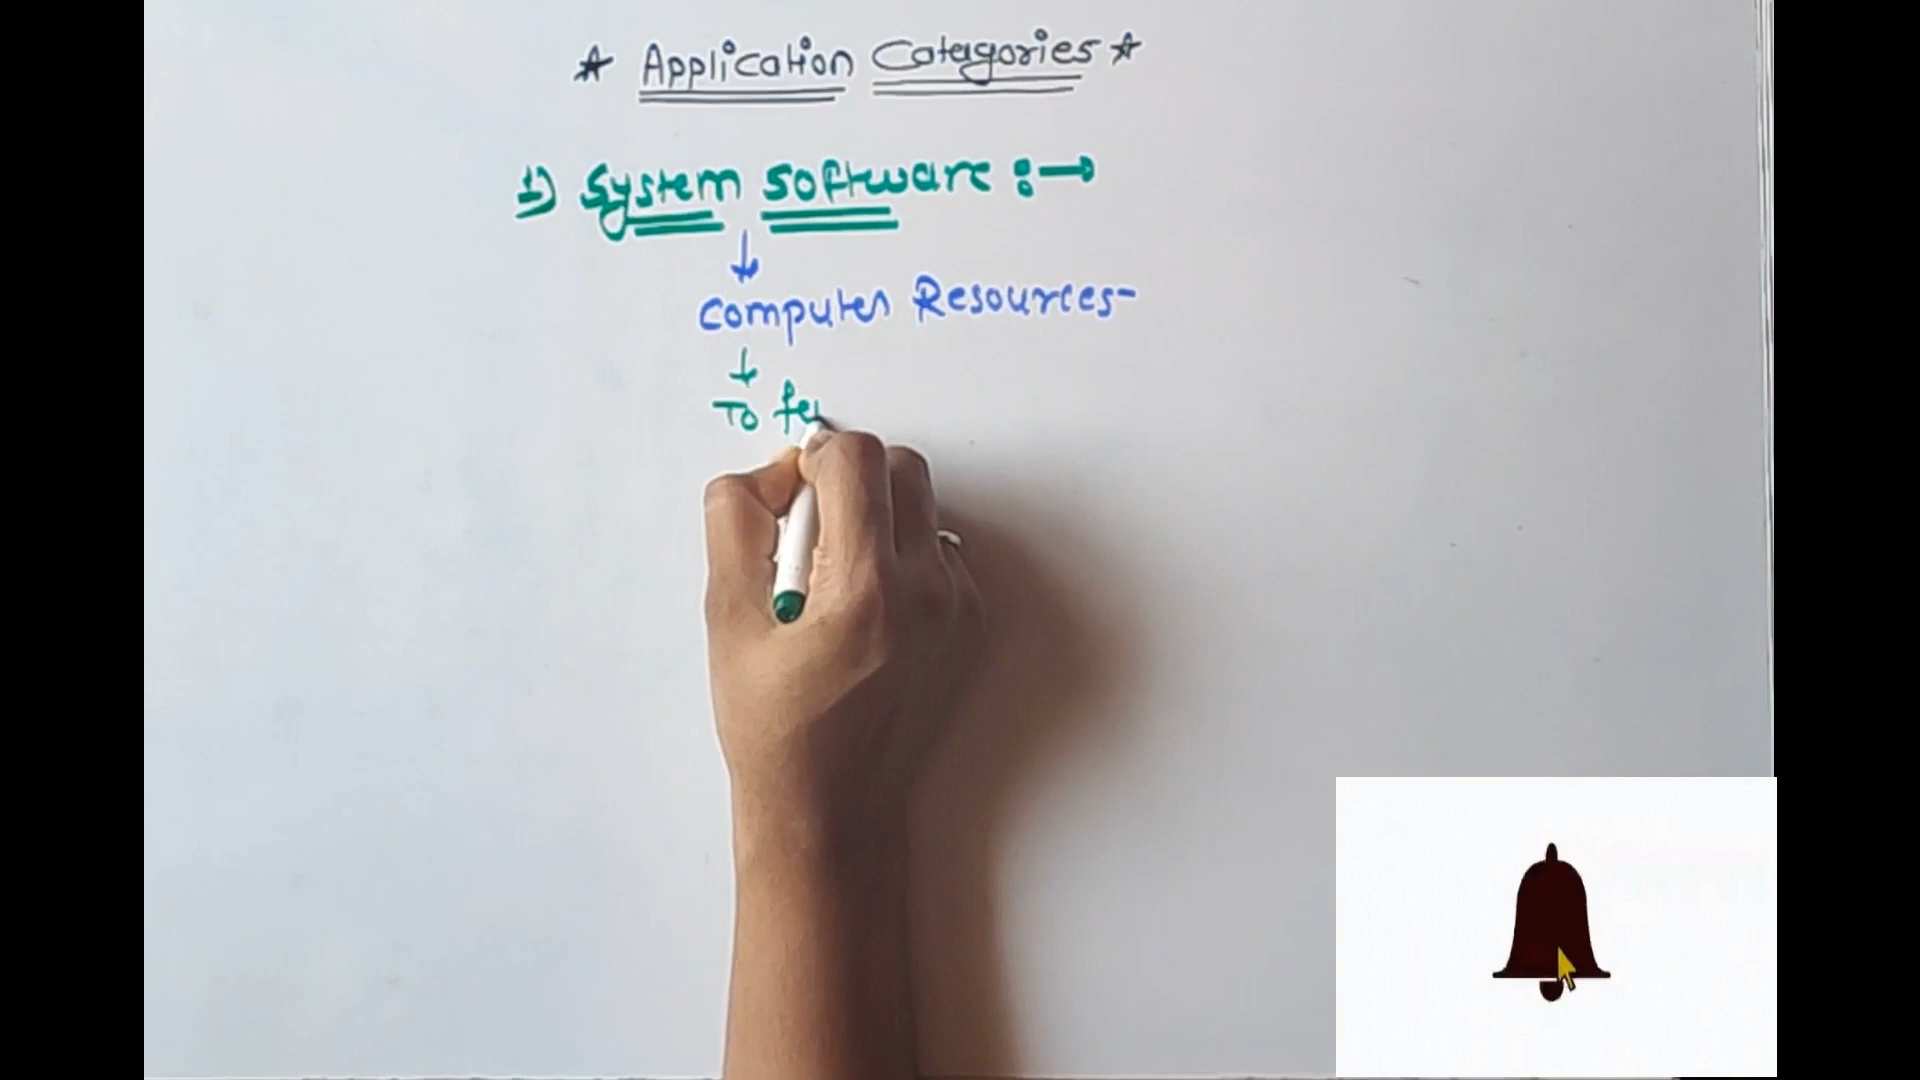 ★ Application Catagories ★
1) System Software :→
↓
Computer Resources-
↓
To